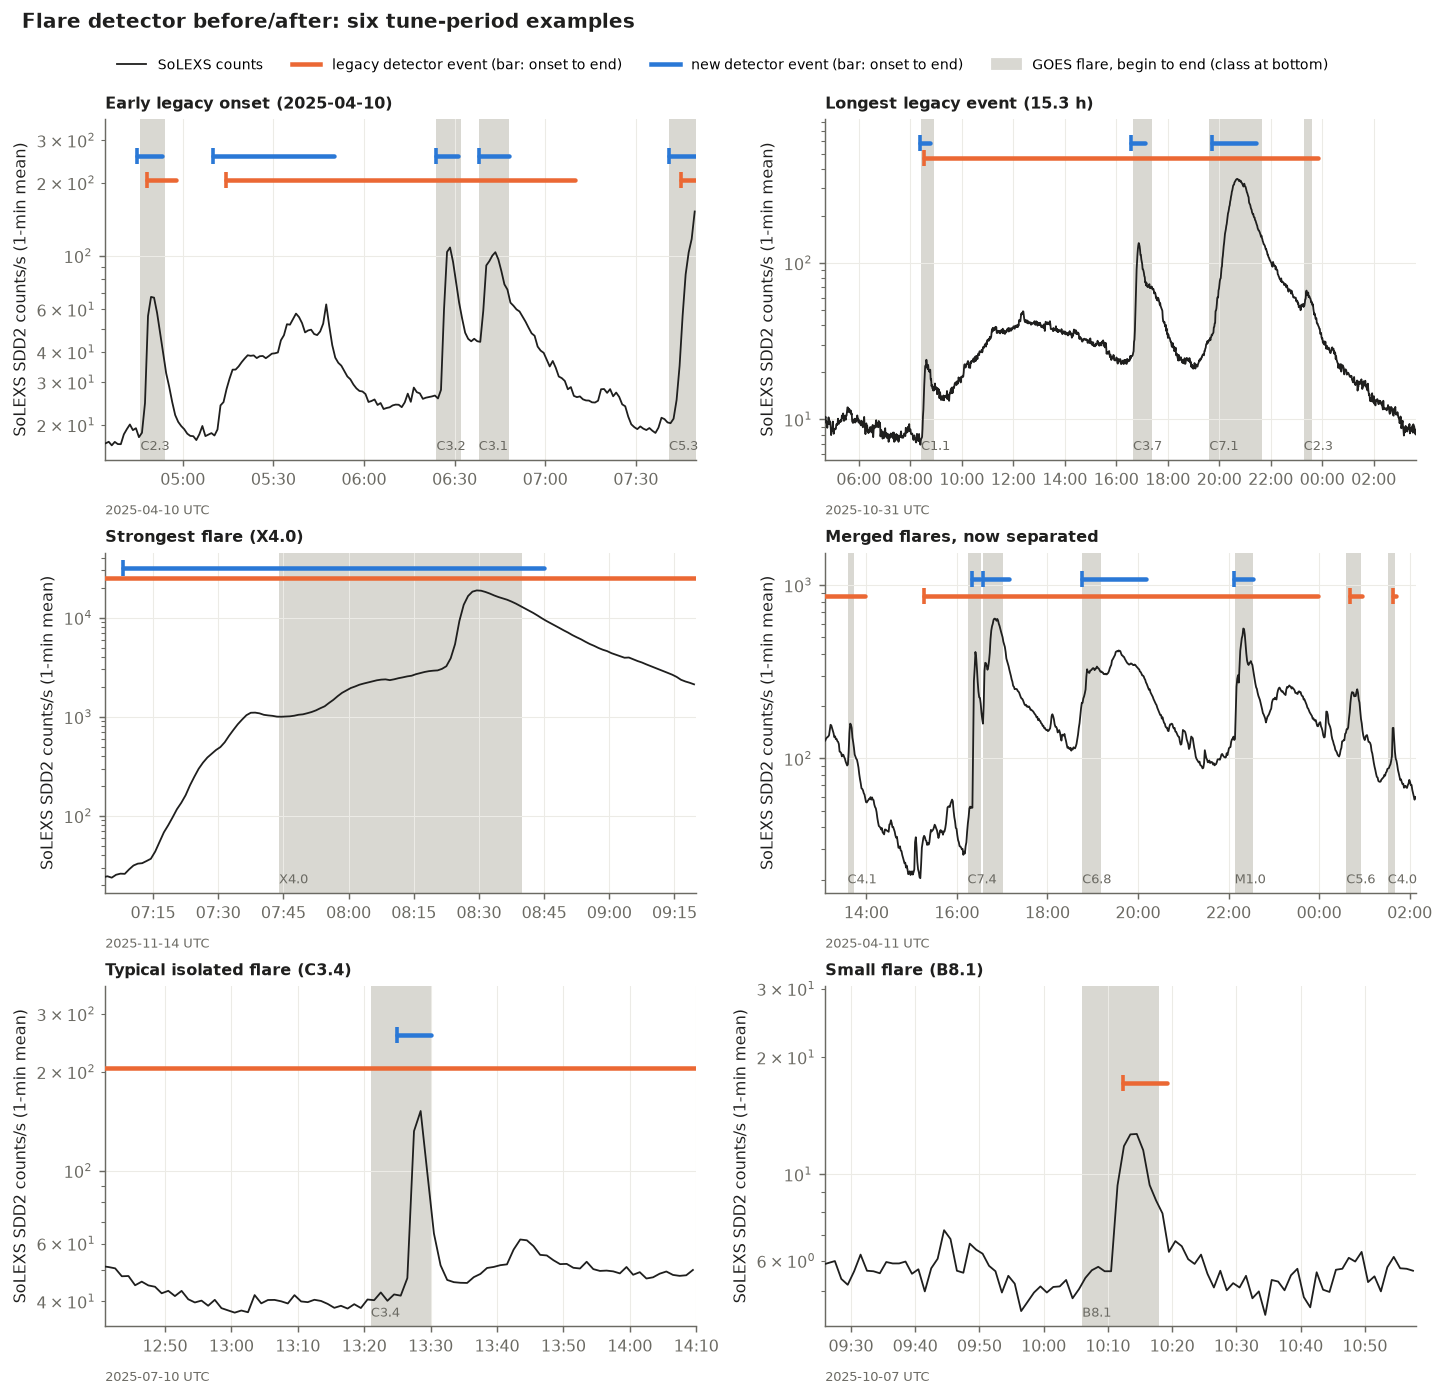 Flare detector before/after: six tune-period examples
SoLEXS counts
legacy detector event (bar: onset to end)
new detector event (bar: onset to end)
GOES flare, begin to end (class at bottom)
Early legacy onset (2025-04-10)
SoLEXS SDD2 counts/s (1-min mean)
3 × 10²
2 × 10²
10²
6 × 10¹
4 × 10¹
3 × 10¹
2 × 10¹
C2.3
C3.2
C3.1
C5.3
05:00 05:30 06:00 06:30 07:00 07:30
2025-04-10 UTC
Longest legacy event (15.3 h)
SoLEXS SDD2 counts/s (1-min mean)
10²
10¹
C1.1
C3.7
C7.1
C2.3
06:00 08:00 10:00 12:00 14:00 16:00 18:00 20:00 22:00 00:00 02:00
2025-10-31 UTC
Strongest flare (X4.0)
SoLEXS SDD2 counts/s (1-min mean)
10⁴
10³
10²
X4.0
07:15 07:30 07:45 08:00 08:15 08:30 08:45 09:00 09:15
2025-11-14 UTC
Merged flares, now separated
SoLEXS SDD2 counts/s (1-min mean)
10³
10²
C4.1
C7.4
C6.8
M1.0
C5.6
C4.0
14:00 16:00 18:00 20:00 22:00 00:00 02:00
2025-04-11 UTC
Typical isolated flare (C3.4)
SoLEXS SDD2 counts/s (1-min mean)
3 × 10²
2 × 10²
10²
6 × 10¹
4 × 10¹
C3.4
12:50 13:00 13:10 13:20 13:30 13:40 13:50 14:00 14:10
2025-07-10 UTC
Small flare (B8.1)
SoLEXS SDD2 counts/s (1-min mean)
3 × 10¹
2 × 10¹
10¹
6 × 10⁰
B8.1
09:30 09:40 09:50 10:00 10:10 10:20 10:30 10:40 10:50
2025-10-07 UTC